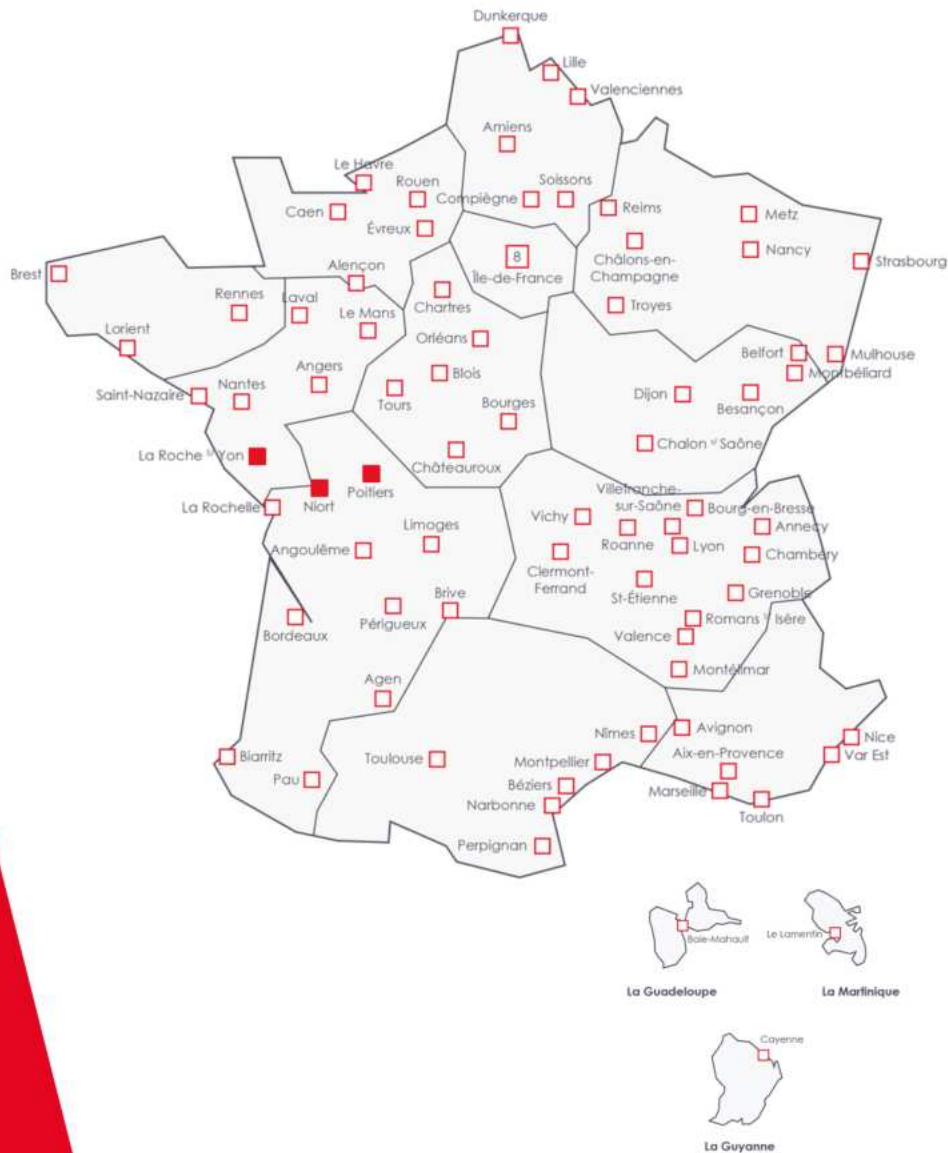 Dunkerque
Lille
Valenciennes
Amiens
Le Havre
Rouen
Compiègne
Soissons
Reims
Metz
Caen
Évreux
8
Île-de-France
Châlons-en-
Champagne
Nancy
Strasbourg
Brest
Alençon
Rennes
Laval
Le Mans
Chartres
Troyes
Lorient
Orléans
Belfort
Mulhouse
Montbéliard
Saint-Nazaire
Nantes
Angers
Tours
Blois
Bourges
Dijon
Besançon
La Roche s/ Yon
Châteauroux
Chalon s/ Saône
Niort
Poitiers
La Rochelle
Villefranche-
sur-Saône
Bourg-en-Bresse
Vichy
Roanne
Lyon
Annecy
Limoges
Angoulême
Clermont-
Ferrand
Chambéry
St-Étienne
Grenoble
Bordeaux
Périgueux
Brive
Romans s/ Isère
Valence
Montélimar
Agen
Nîmes
Avignon
Nice
Var Est
Biarritz
Pau
Toulouse
Montpellier
Aix-en-Provence
Béziers
Marseille
Narbonne
Toulon
Perpignan
Baie-Mahault
Le Lamentin
La Guadeloupe
La Martinique
Cayenne
La Guyanne